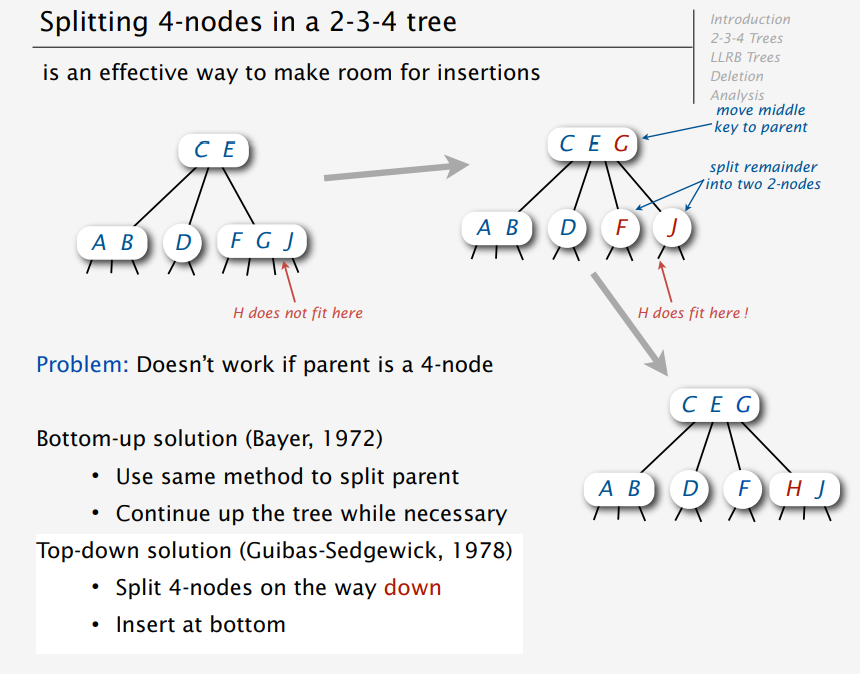 Splitting 4-nodes in a 2-3-4 tree
Introduction
2-3-4 Trees
LLRB Trees
Deletion
Analysis
is an effective way to make room for insertions
move middle
key to parent
C E
C E G
split remainder
into two 2-nodes
A B
D
F G J
A B
D
F
J
H does not fit here
H does fit here !
Problem: Doesn't work if parent is a 4-node
C E G
A B
D
F
H J
Bottom-up solution (Bayer, 1972)
• Use same method to split parent
• Continue up the tree while necessary
Top-down solution (Guibas-Sedgewick, 1978)
• Split 4-nodes on the way down
• Insert at bottom